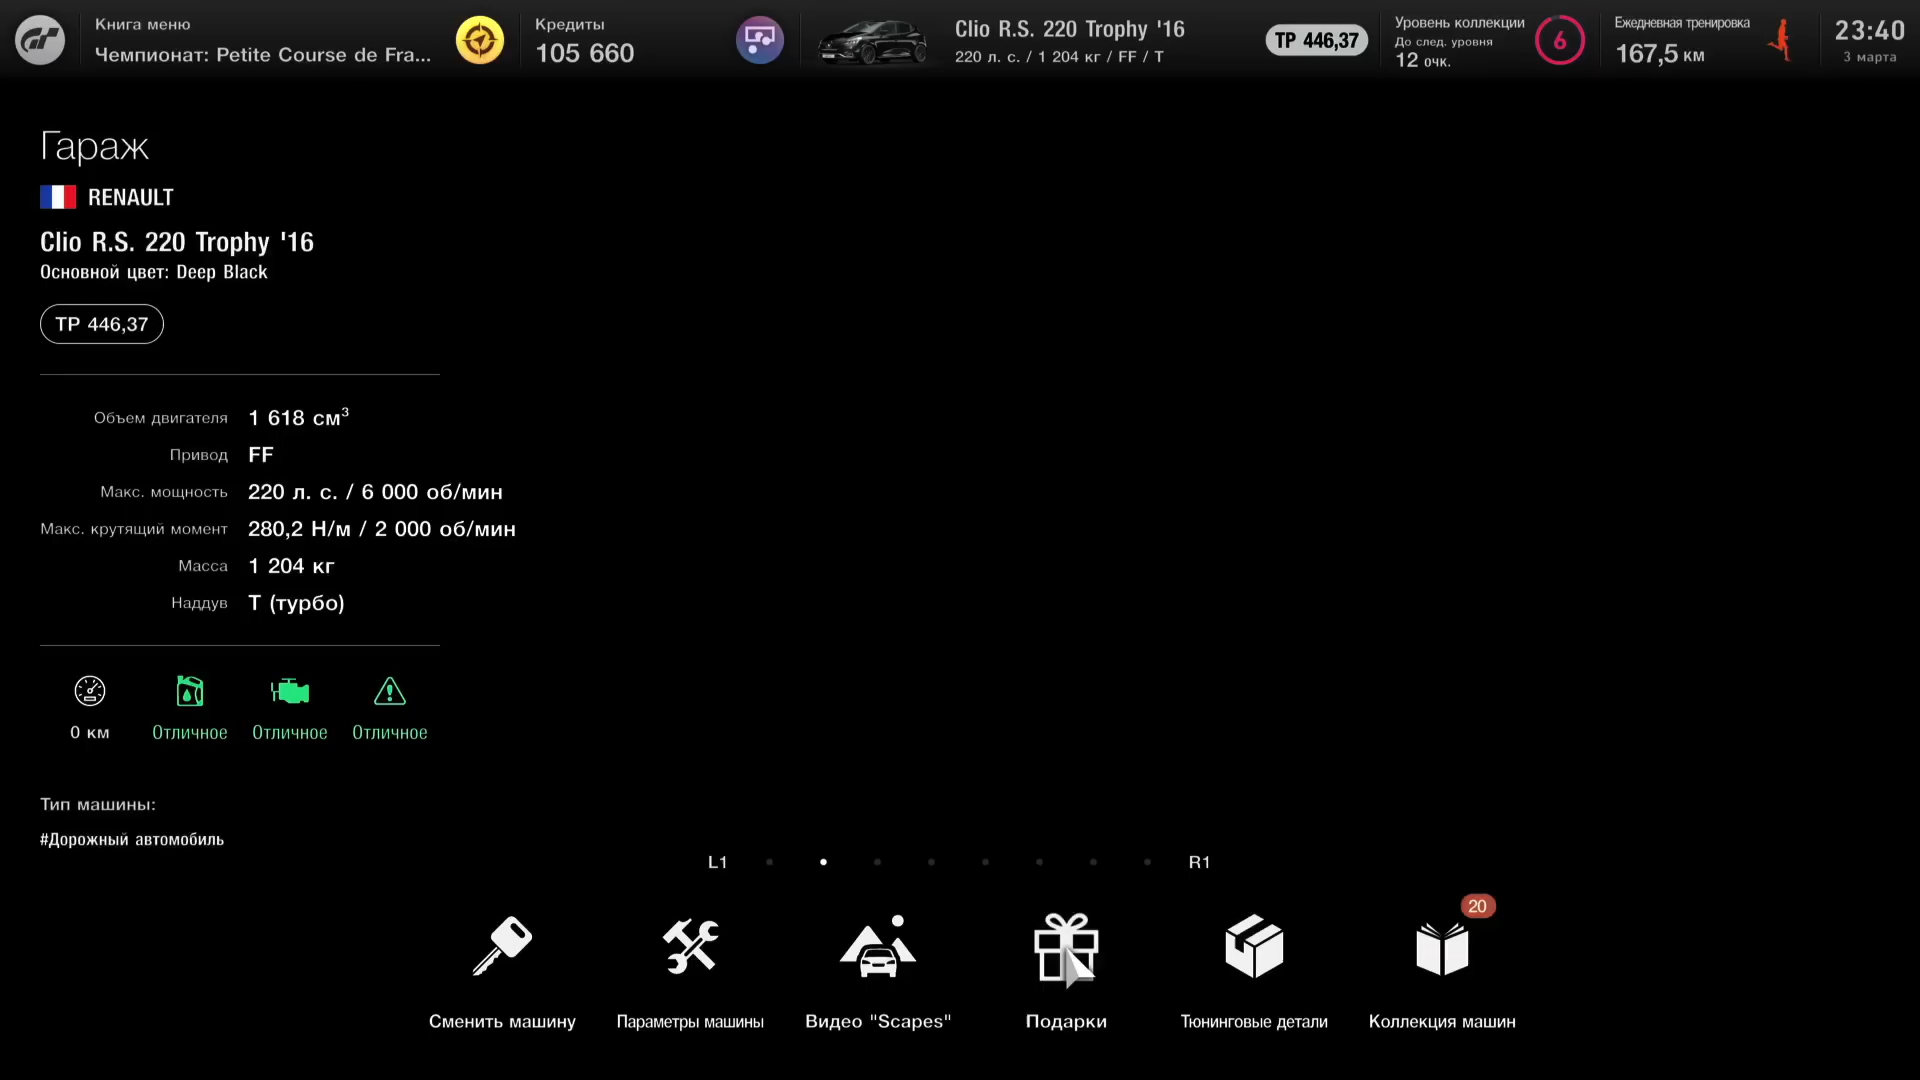 Книга меню
Чемпионат: Petite Course de Fra...
Кредиты
105 660
Clio R.S. 220 Trophy '16
220 л. с. / 1 204 кг / FF / T
ТР 446,37
Уровень коллекции
До след. уровня
12 очк.
6
Ежедневная тренировка
167,5 км
23:40
3 марта
Гараж
RENAULT
Clio R.S. 220 Trophy '16
Основной цвет: Deep Black
ТР 446,37
Объем двигателя 1 618 см³
Привод FF
Макс. мощность 220 л. с. / 6 000 об/мин
Макс. крутящий момент 280,2 Н/м / 2 000 об/мин
Масса 1 204 кг
Наддув Т (турбо)
0 км Отличное Отличное Отличное
Тип машины:
#Дорожный автомобиль
L1 R1
20
Сменить машину Параметры машины Видео "Scapes" Подарки Тюнинговые детали Коллекция машин